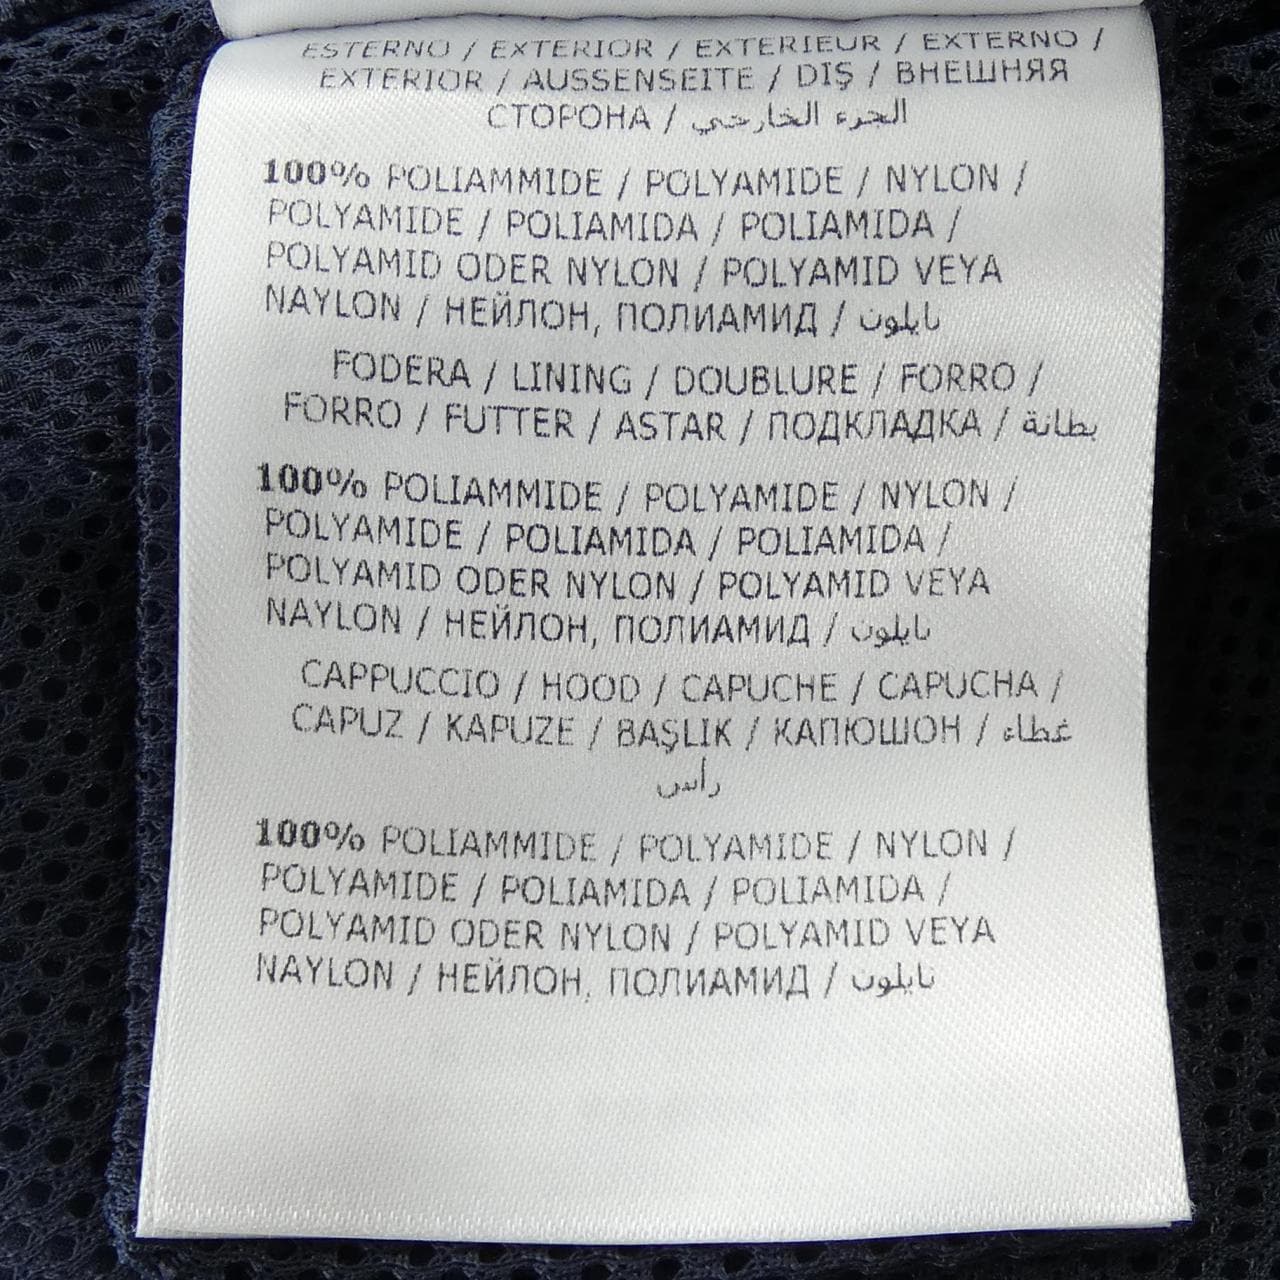 ESTERNO / EXTERIOR / EXTERIEUR / EXTERNO /
EXTERIOR / AUSSENSEITE / DIŞ / ВНЕШНЯЯ
СТОРОНА / الجزء الخارجي
100% POLIAMMIDE / POLYAMIDE / NYLON /
POLYAMIDE / POLIAMIDA / POLIAMIDA /
POLYAMID ODER NYLON / POLYAMID VEYA
NAYLON / НЕЙЛОН, ПОЛИАМИД / نايلون
FODERA / LINING / DOUBLURE / FORRO /
FORRO / FUTTER / ASTAR / ПОДКЛАДКА / بطانة
100% POLIAMMIDE / POLYAMIDE / NYLON /
POLYAMIDE / POLIAMIDA / POLIAMIDA /
POLYAMID ODER NYLON / POLYAMID VEYA
NAYLON / НЕЙЛОН, ПОЛИАМИД / نايلون
CAPPUCCIO / HOOD / CAPUCHE / CAPUCHA /
CAPUZ / KAPUZE / BAŞLIK / КАПЮШОН / غطاء
رأس
100% POLIAMMIDE / POLYAMIDE / NYLON /
POLYAMIDE / POLIAMIDA / POLIAMIDA /
POLYAMID ODER NYLON / POLYAMID VEYA
NAYLON / НЕЙЛОН, ПОЛИАМИД / نايلون